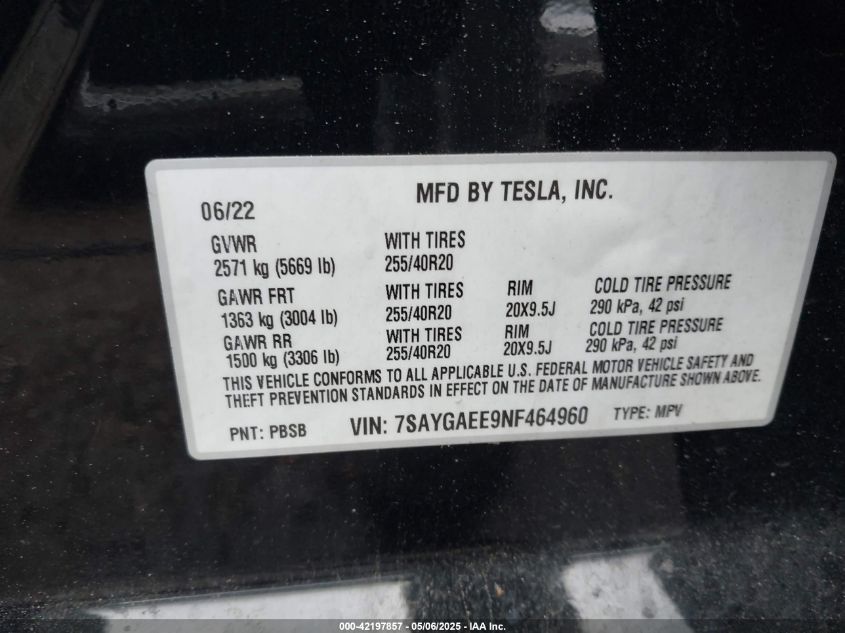 MFD BY TESLA, INC.
06/22
GVWR WITH TIRES
2571 kg (5669 lb) 255/40R20
GAWR FRT WITH TIRES RIM COLD TIRE PRESSURE
1363 kg (3004 lb) 255/40R20 20X9.5J 290 kPa, 42 psi
GAWR RR WITH TIRES RIM COLD TIRE PRESSURE
1500 kg (3306 lb) 255/40R20 20X9.5J 290 kPa, 42 psi
THIS VEHICLE CONFORMS TO ALL APPLICABLE U.S. FEDERAL MOTOR VEHICLE SAFETY AND
THEFT PREVENTION STANDARDS IN EFFECT ON THE DATE OF MANUFACTURE SHOWN ABOVE.
PNT: PBSB VIN: 7SAYGAEE9NF464960 TYPE: MPV
000-42197857 - 05/06/2025 - IAA Inc.